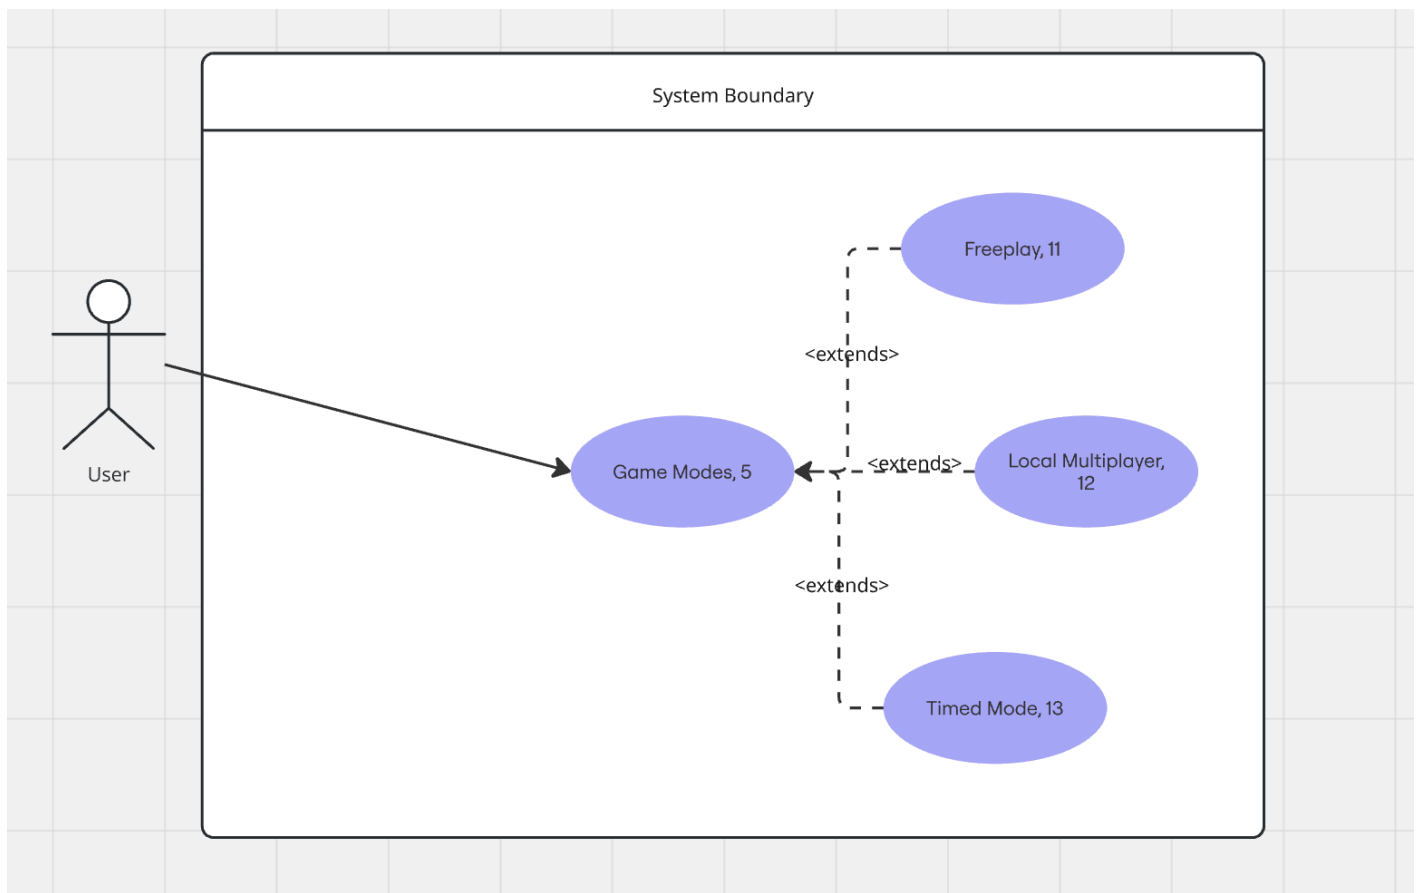 System Boundary
Freeplay, 11
<extends>
User
Game Modes, 5
<extends>
Local Multiplayer,
12
<extends>
Timed Mode, 13